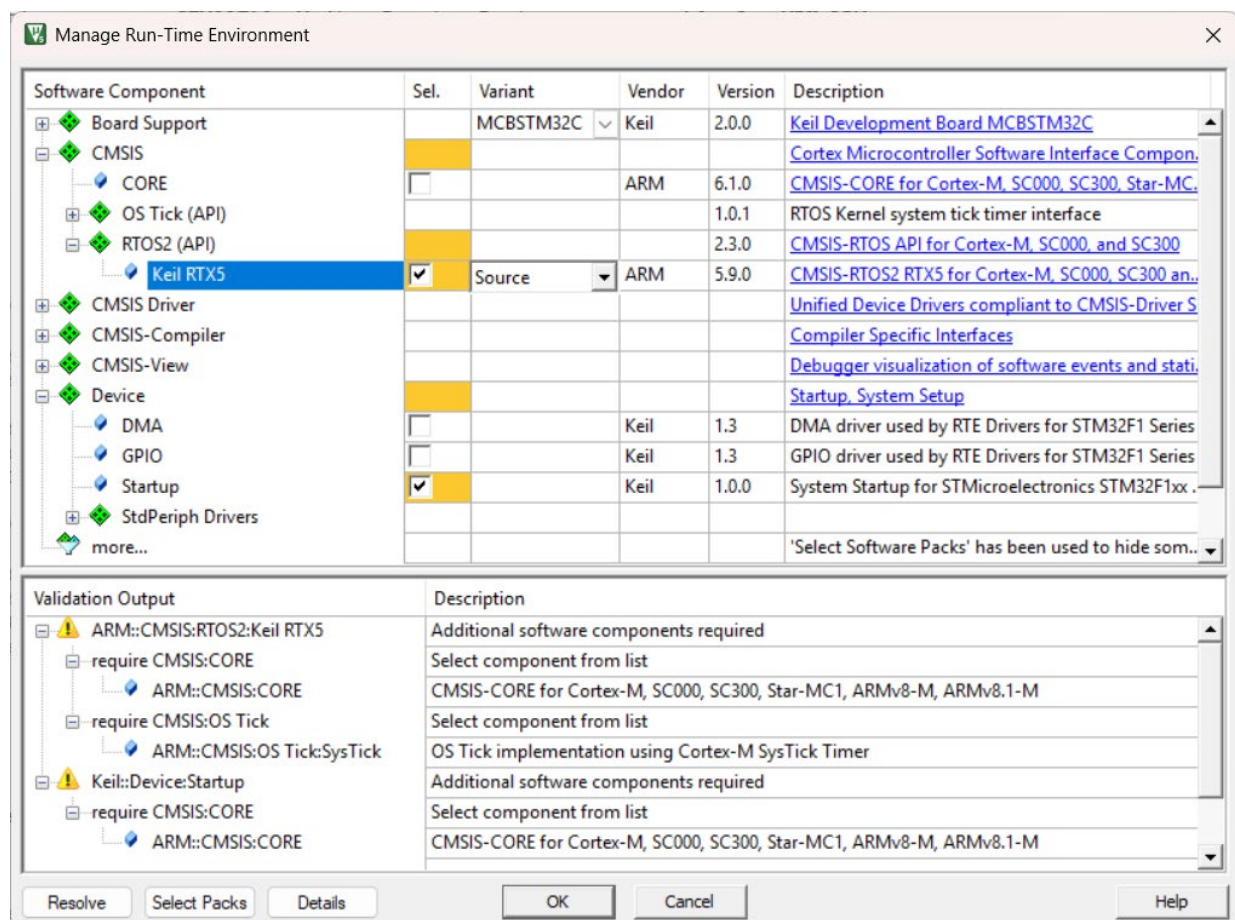 Manage Run-Time Environment
Software Component Sel. Variant Vendor Version Description
Board Support MCBSTM32C Keil 2.0.0 Keil Development Board MCBSTM32C
CMSIS Cortex Microcontroller Software Interface Compon.
CORE ARM 6.1.0 CMSIS-CORE for Cortex-M, SC000, SC300, Star-MC.
OS Tick (API) 1.0.1 RTOS Kernel system tick timer interface
RTOS2 (API) 2.3.0 CMSIS-RTOS API for Cortex-M, SC000, and SC300
Keil RTX5 Source ARM 5.9.0 CMSIS-RTOS2 RTX5 for Cortex-M, SC000, SC300 an..
CMSIS Driver Unified Device Drivers compliant to CMSIS-Driver S
CMSIS-Compiler Compiler Specific Interfaces
CMSIS-View Debugger visualization of software events and stati.
Device Startup, System Setup
DMA Keil 1.3 DMA driver used by RTE Drivers for STM32F1 Series
GPIO Keil 1.3 GPIO driver used by RTE Drivers for STM32F1 Series
Startup Keil 1.0.0 System Startup for STMicroelectronics STM32F1xx .
StdPeriph Drivers
more... 'Select Software Packs' has been used to hide som..
Validation Output Description
ARM::CMSIS:RTOS2:Keil RTX5 Additional software components required
require CMSIS:CORE Select component from list
ARM::CMSIS:CORE CMSIS-CORE for Cortex-M, SC000, SC300, Star-MC1, ARMv8-M, ARMv8.1-M
require CMSIS:OS Tick Select component from list
ARM::CMSIS:OS Tick:SysTick OS Tick implementation using Cortex-M SysTick Timer
Keil::Device:Startup Additional software components required
require CMSIS:CORE Select component from list
ARM::CMSIS:CORE CMSIS-CORE for Cortex-M, SC000, SC300, Star-MC1, ARMv8-M, ARMv8.1-M
Resolve Select Packs Details OK Cancel Help